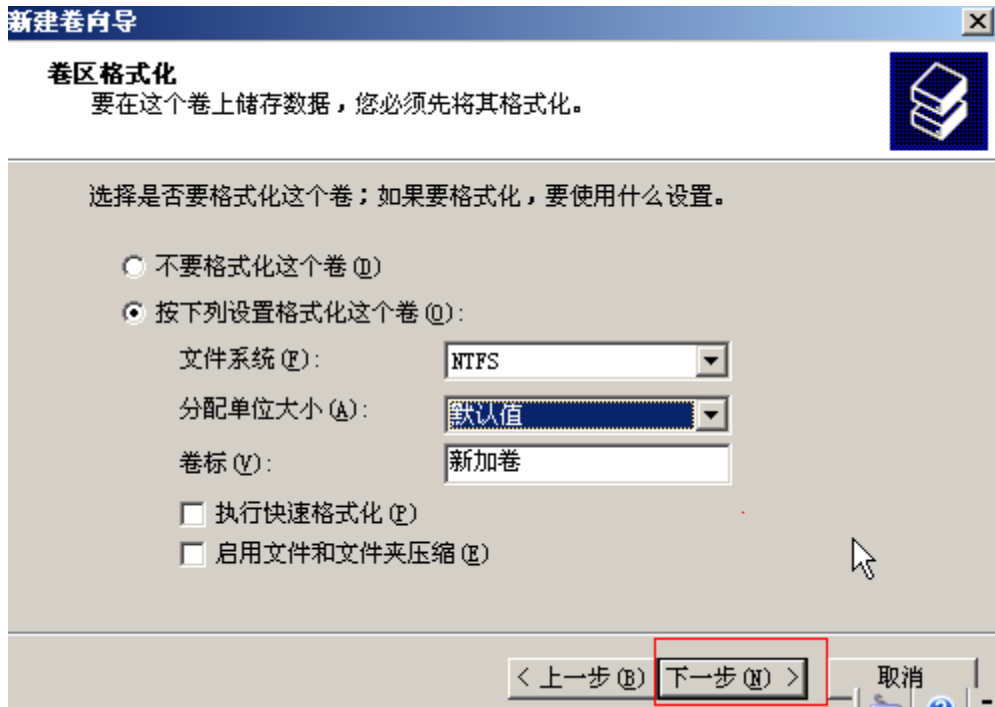 新建卷向导
卷区格式化
要在这个卷上储存数据，您必须先将其格式化。
选择是否要格式化这个卷；如果要格式化，要使用什么设置。
不要格式化这个卷(D)
按下列设置格式化这个卷(O):
文件系统(F): NTFS
分配单位大小(A): 默认值
卷标(V): 新加卷
执行快速格式化(P)
启用文件和文件夹压缩(E)
< 上一步(B) 下一步(N) > 取消